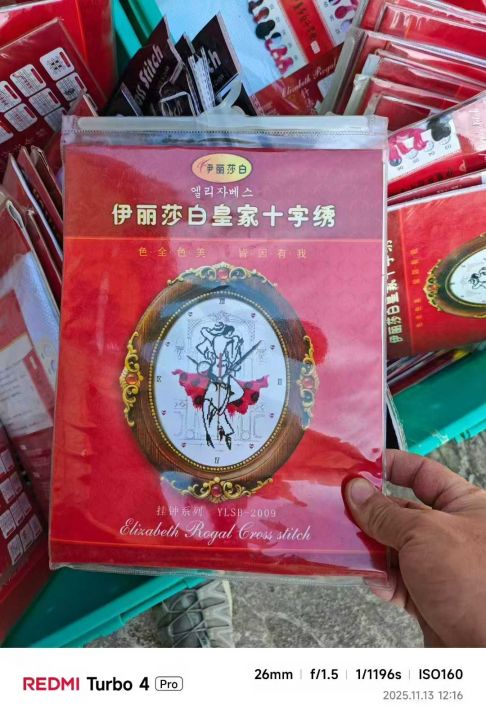 伊丽莎白
엘리자베스
伊丽莎白皇家十字绣
色·全·色·美 皆·因·有·我
挂钟系列 YLSB-2009
Elizabeth Rogal Cross stitch
REDMI Turbo 4 Pro
26mm | f/1.5 | 1/1196s | ISO160
2025.11.13 12:16